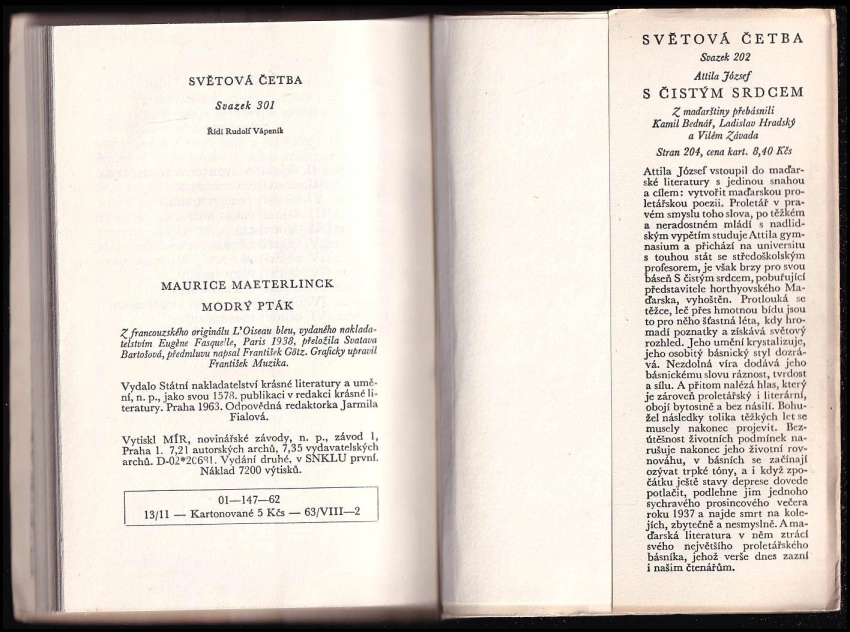 SVĚTOVÁ ČETBA
Svazek 301
Řídí Rudolf Vápeník
MAURICE MAETERLINCK
MODRÝ PTÁK
Z francouzského originálu L'Oiseau bleu, vydaného naklada-
telstvím Eugène Fasquelle, Paris 1938, přeložila Svatava
Bartošová, předmluvu napsal František Götz. Graficky upravil
František Muzika.
Vydalo Státní nakladatelství krásné literatury a umě-
ní, n. p., jako svou 1578. publikaci v redakci krásné li-
teratury. Praha 1963. Odpovědná redaktorka Jarmila
Fialová.
Vytiskl MÍR, novinářské závody, n. p., závod 1,
Praha 1. 7,21 autorských archů, 7,35 vydavatelských
archů. D-02*20681. Vydání druhé, v SNKLU první.
Náklad 7200 výtisků.
01—147—62
13/11 — Kartonované 5 Kčs — 63/VIII—2
SVĚTOVÁ ČETBA
Svazek 202
Attila József
S ČISTÝM SRDCEM
Z maďarštiny přebásnili
Kamil Bednář, Ladislav Hradský
a Vilém Závada
Stran 204, cena kart. 8,40 Kčs
Attila József vstoupil do maďar-
ské literatury s jedinou snahou
a cílem: vytvořit maďarskou pro-
letářskou poezii. Proletář v pra-
vém smyslu toho slova, po těžkém
a neradostném mládí s nadlid-
ským vypětím studuje Attila gym-
nasium a přichází na universitu
s touhou stát se středoškolským
profesorem, je však brzy pro svou
báseň S čistým srdcem, pobuřující
představitele horthyovského Ma-
ďarska, vyhoštěn. Protlouká se
těžce, leč přes hmotnou bídu jsou
to pro něho šťastná léta, kdy hro-
madí poznatky a získává světový
rozhled. Jeho umění krystalizuje,
jeho osobitý básnický styl dozrá-
vá. Nezdolná víra dodává jeho
básnickému slovu ráznost, tvrdost
a sílu. A přitom nalézá hlas, který
je zároveň proletářský i literární,
obojí bytostně a bez násilí. Bohu-
žel následky tolika těžkých let se
musely nakonec projevit. Bez-
útěšnost životních podmínek na-
rušuje nakonec jeho životní rov-
nováhu, v básních se začínají
ozývat trpké tóny, a i když zpo-
čátku ještě stavy deprese dovede
potlačit, podlehne jim jednoho
sychravého prosincového večera
roku 1937 a najde smrt na kole-
jích, zbytečně a nesmyslně. A ma-
ďarská literatura v něm ztrácí
svého největšího proletářského
básníka, jehož verše dnes zazní
i našim čtenářům.